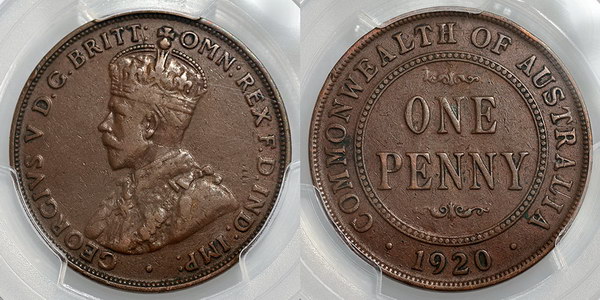 GEORGIVS V D.G. BRITT: OMN: REX F.D. IND: IMP:
COMMONWEALTH OF AUSTRALIA
ONE
PENNY
1920